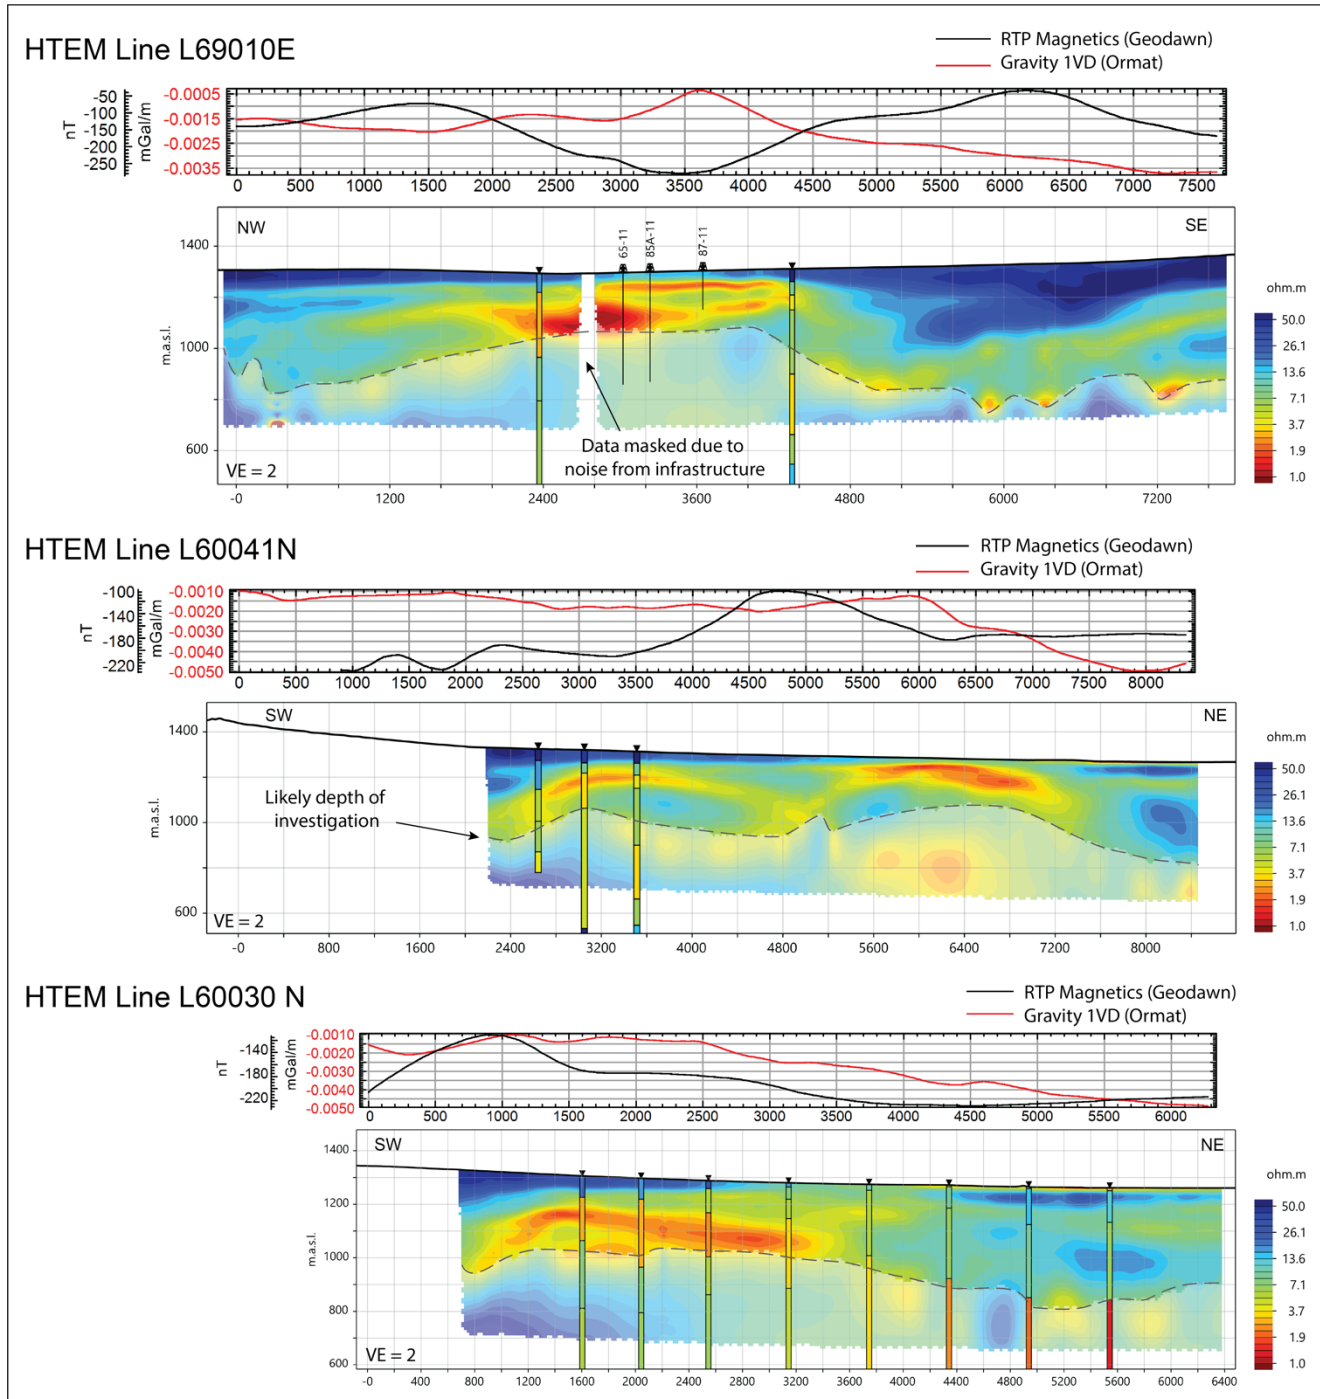 HTEM Line L69010E
RTP Magnetics (Geodawn)
Gravity 1VD (Ormat)
nT
-50
-100
-150
-200
-250
mGal/m
-0.0005
-0.0015
-0.0025
-0.0035
0 500 1000 1500 2000 2500 3000 3500 4000 4500 5000 5500 6000 6500 7000 7500
NW
SE
65-11
85A-11
87-11
m.a.s.l.
1400
1200
1000
800
600
Data masked due to
noise from infrastructure
VE = 2
-0 1200 2400 3600 4800 6000 7200
ohm.m
50.0
26.1
13.6
7.1
3.7
1.9
1.0
HTEM Line L60041N
RTP Magnetics (Geodawn)
Gravity 1VD (Ormat)
nT
-100
-140
-180
-220
mGal/m
-0.0010
-0.0020
-0.0030
-0.0040
-0.0050
0 500 1000 1500 2000 2500 3000 3500 4000 4500 5000 5500 6000 6500 7000 7500 8000
SW
NE
m.a.s.l.
1400
1200
1000
800
600
Likely depth of
investigation
VE = 2
-0 800 1600 2400 3200 4000 4800 5600 6400 7200 8000
ohm.m
50.0
26.1
13.6
7.1
3.7
1.9
1.0
HTEM Line L60030 N
RTP Magnetics (Geodawn)
Gravity 1VD (Ormat)
nT
-140
-180
-220
mGal/m
-0.0010
-0.0020
-0.0030
-0.0040
-0.0050
0 500 1000 1500 2000 2500 3000 3500 4000 4500 5000 5500 6000
SW
NE
m.a.s.l.
1400
1200
1000
800
600
VE = 2
-0 400 800 1200 1600 2000 2400 2800 3200 3600 4000 4400 4800 5200 5600 6000 6400
ohm.m
50.0
26.1
13.6
7.1
3.7
1.9
1.0